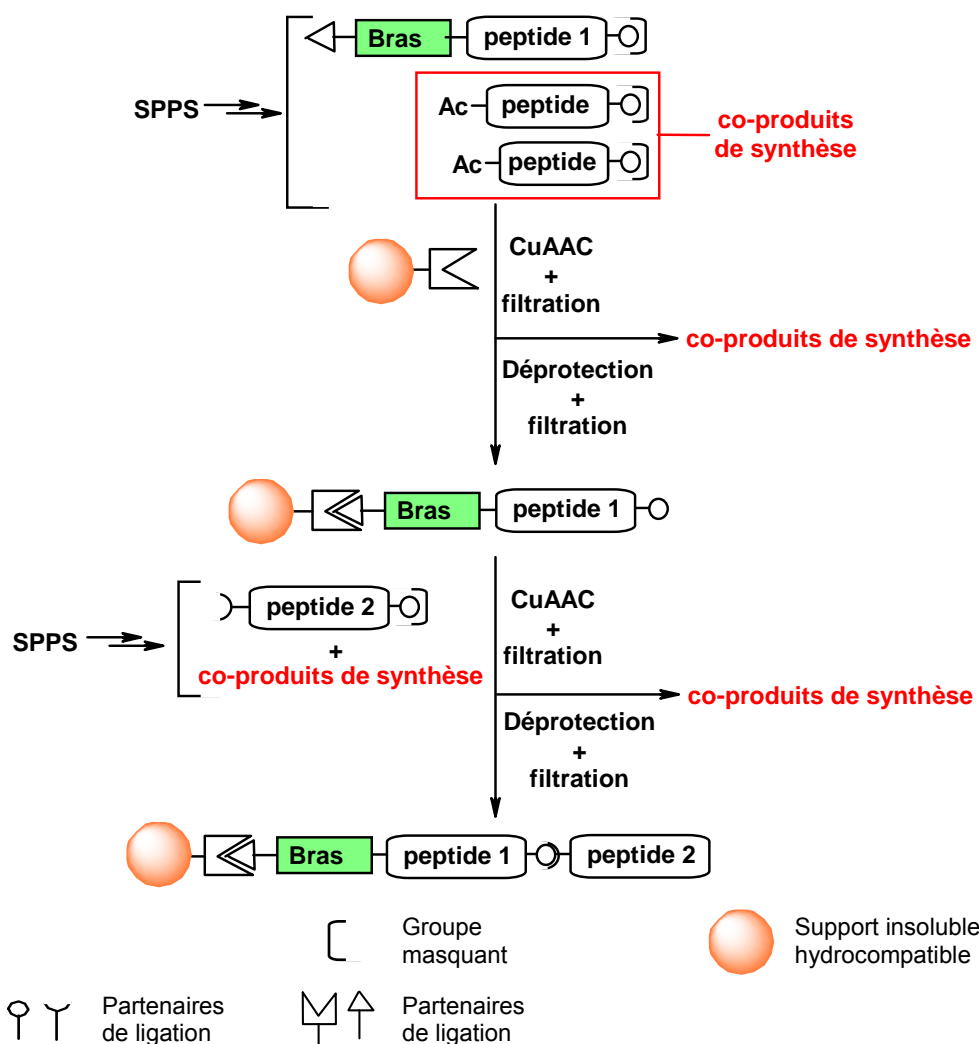 Bras
peptide 1
SPPS
Ac
peptide
Ac
peptide
co-produits
de synthèse
CuAAC
+
filtration
co-produits de synthèse
Déprotection
+
filtration
Bras
peptide 1
SPPS
peptide 2
+
co-produits de synthèse
CuAAC
+
filtration
co-produits de synthèse
Déprotection
+
filtration
Bras
peptide 1
peptide 2
Groupe
masquant
Support insoluble
hydrocompatible
Partenaires
de ligation
Partenaires
de ligation